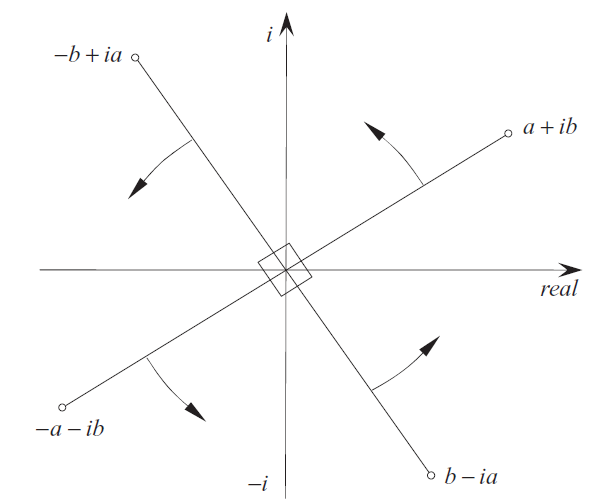 i
−b + ia
a + ib
real
−a − ib
b − ia
−i